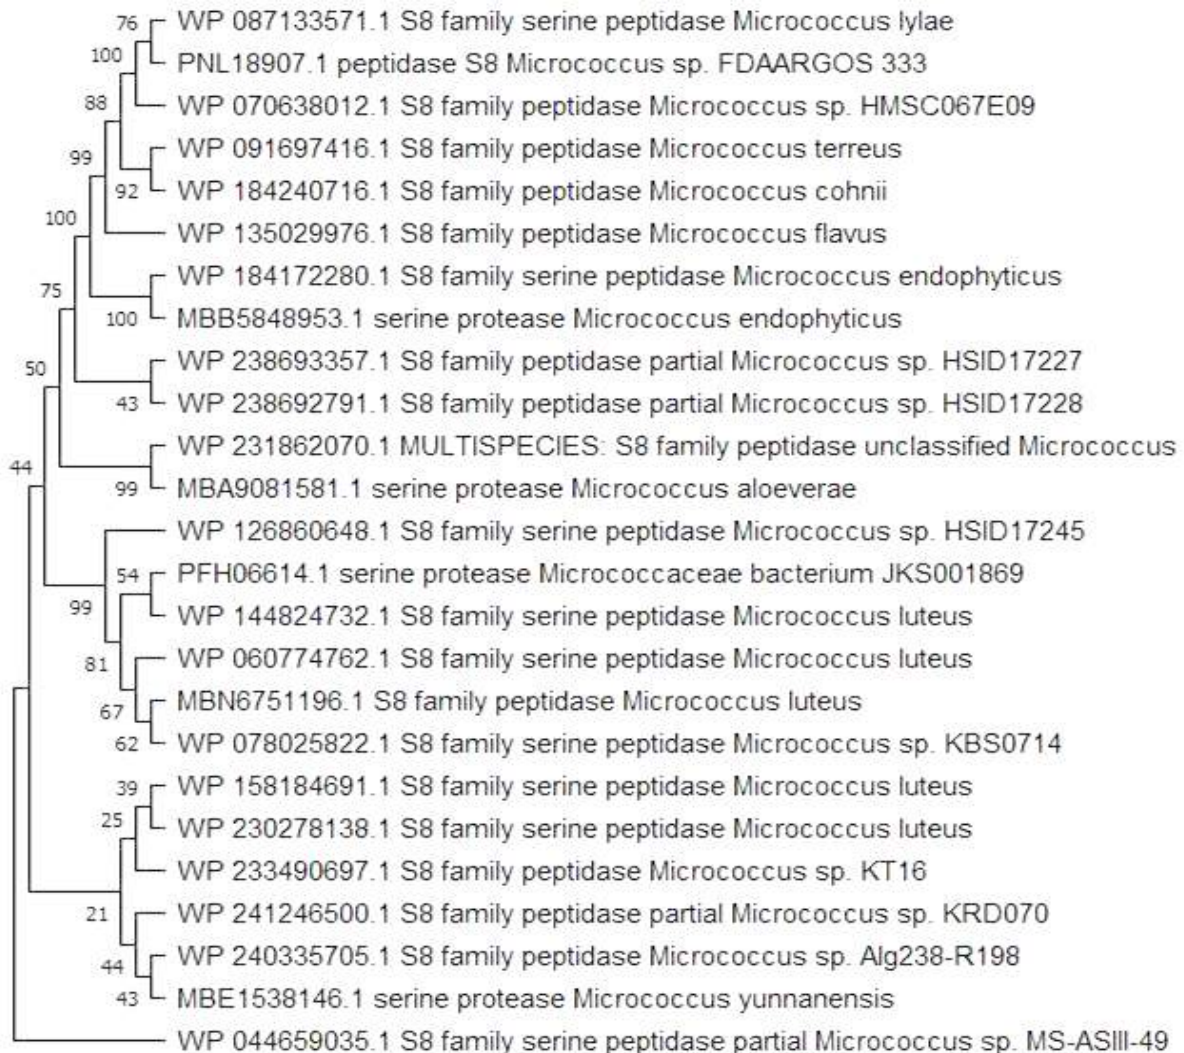 76 WP 087133571.1 S8 family serine peptidase Micrococcus lylae
100 PNL18907.1 peptidase S8 Micrococcus sp. FDAARGOS 333
88 WP 070638012.1 S8 family peptidase Micrococcus sp. HMSC067E09
99 WP 091697416.1 S8 family peptidase Micrococcus terreus
92 WP 184240716.1 S8 family peptidase Micrococcus cohnii
100 WP 135029976.1 S8 family peptidase Micrococcus flavus
75 WP 184172280.1 S8 family serine peptidase Micrococcus endophyticus
100 MBB5848953.1 serine protease Micrococcus endophyticus
50 WP 238693357.1 S8 family peptidase partial Micrococcus sp. HSID17227
43 WP 238692791.1 S8 family peptidase partial Micrococcus sp. HSID17228
44 WP 231862070.1 MULTISPECIES: S8 family peptidase unclassified Micrococcus
99 MBA9081581.1 serine protease Micrococcus aloeverae
WP 126860648.1 S8 family serine peptidase Micrococcus sp. HSID17245
54 PFH06614.1 serine protease Micrococcaceae bacterium JKS001869
99 WP 144824732.1 S8 family serine peptidase Micrococcus luteus
81 WP 060774762.1 S8 family serine peptidase Micrococcus luteus
67 MBN6751196.1 S8 family peptidase Micrococcus luteus
62 WP 078025822.1 S8 family serine peptidase Micrococcus sp. KBS0714
39 WP 158184691.1 S8 family serine peptidase Micrococcus luteus
25 WP 230278138.1 S8 family serine peptidase Micrococcus luteus
WP 233490697.1 S8 family peptidase Micrococcus sp. KT16
21 WP 241246500.1 S8 family peptidase partial Micrococcus sp. KRD070
44 WP 240335705.1 S8 family peptidase Micrococcus sp. Alg238-R198
43 MBE1538146.1 serine protease Micrococcus yunnanensis
WP 044659035.1 S8 family serine peptidase partial Micrococcus sp. MS-ASIII-49